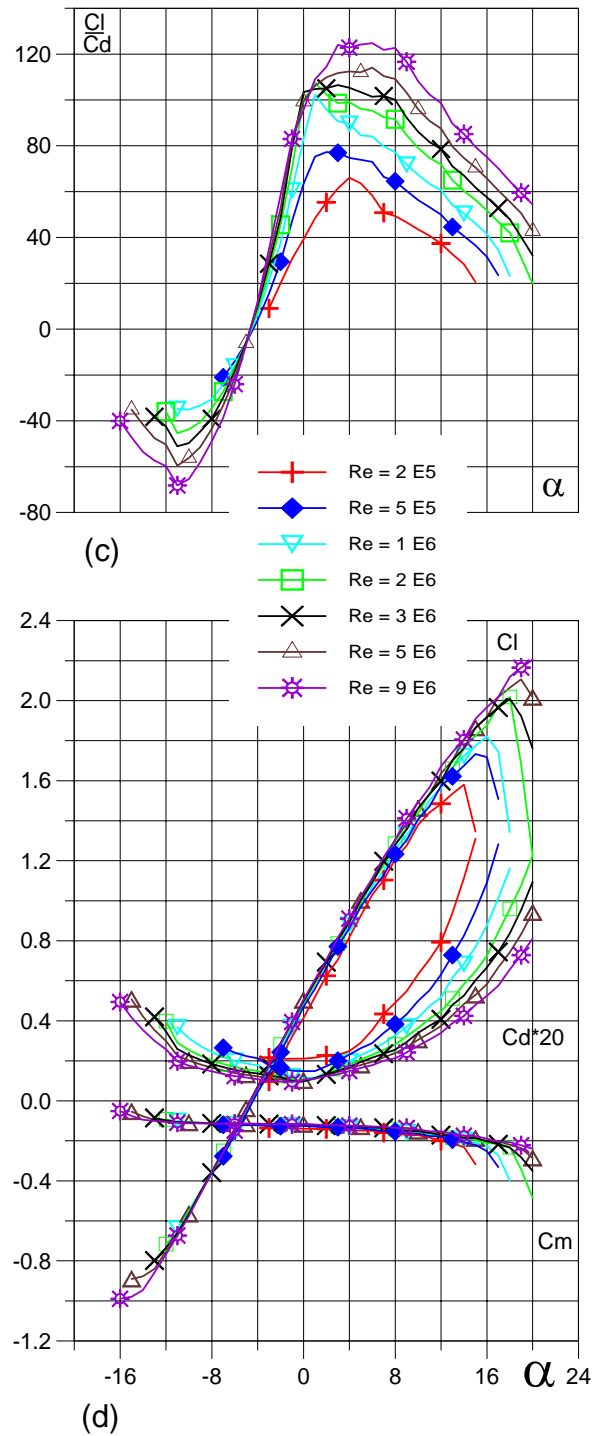 Cl
Cd
120
80
40
0
-40
-80
α
(c)
Re = 2 E5
Re = 5 E5
Re = 1 E6
Re = 2 E6
Re = 3 E6
Re = 5 E6
Re = 9 E6
2.4
Cl
2.0
1.6
1.2
0.8
0.4
Cd*20
0.0
-0.4
Cm
-0.8
-1.2
-16 -8 0 8 16 α 24
(d)